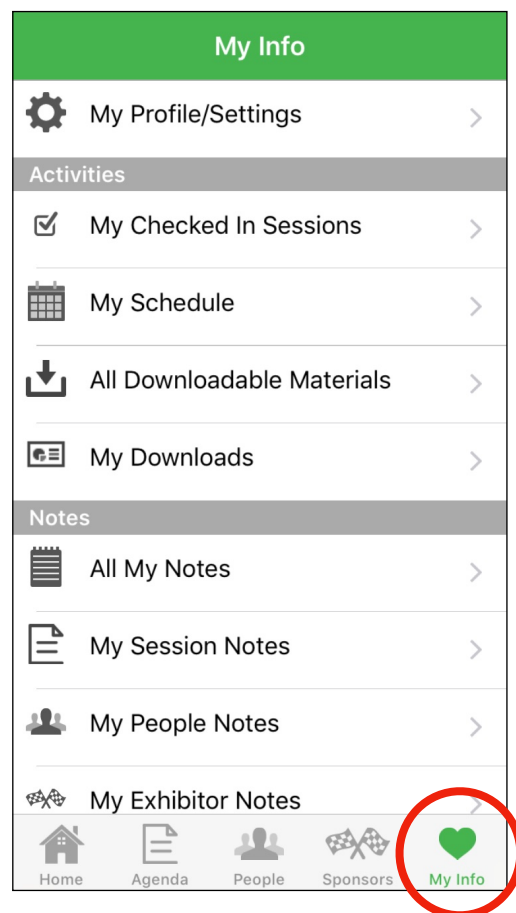 My Info
My Profile/Settings
Activities
My Checked In Sessions
My Schedule
All Downloadable Materials
My Downloads
Notes
All My Notes
My Session Notes
My People Notes
My Exhibitor Notes
Home Agenda People Sponsors My Info